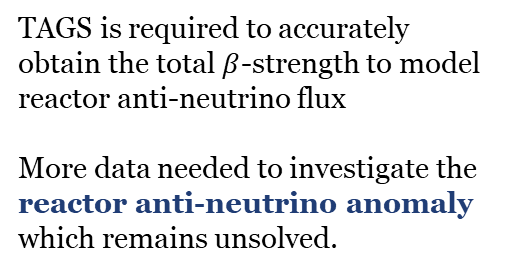 TAGS is required to accurately
obtain the total β-strength to model
reactor anti-neutrino flux
More data needed to investigate the
reactor anti-neutrino anomaly
which remains unsolved.